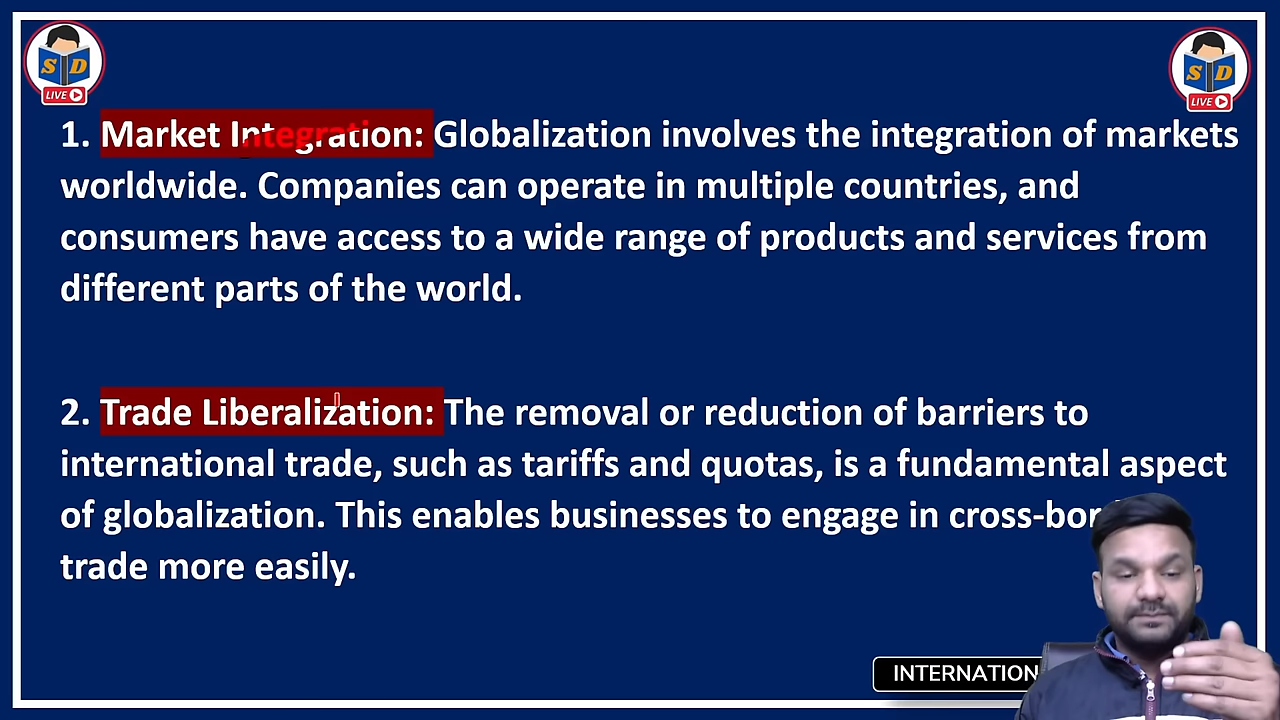 S D
LIVE
S D
LIVE
1. Market Integration: Globalization involves the integration of markets
worldwide. Companies can operate in multiple countries, and
consumers have access to a wide range of products and services from
different parts of the world.
2. Trade Liberalization: The removal or reduction of barriers to
international trade, such as tariffs and quotas, is a fundamental aspect
of globalization. This enables businesses to engage in cross-bor
trade more easily.
INTERNATION